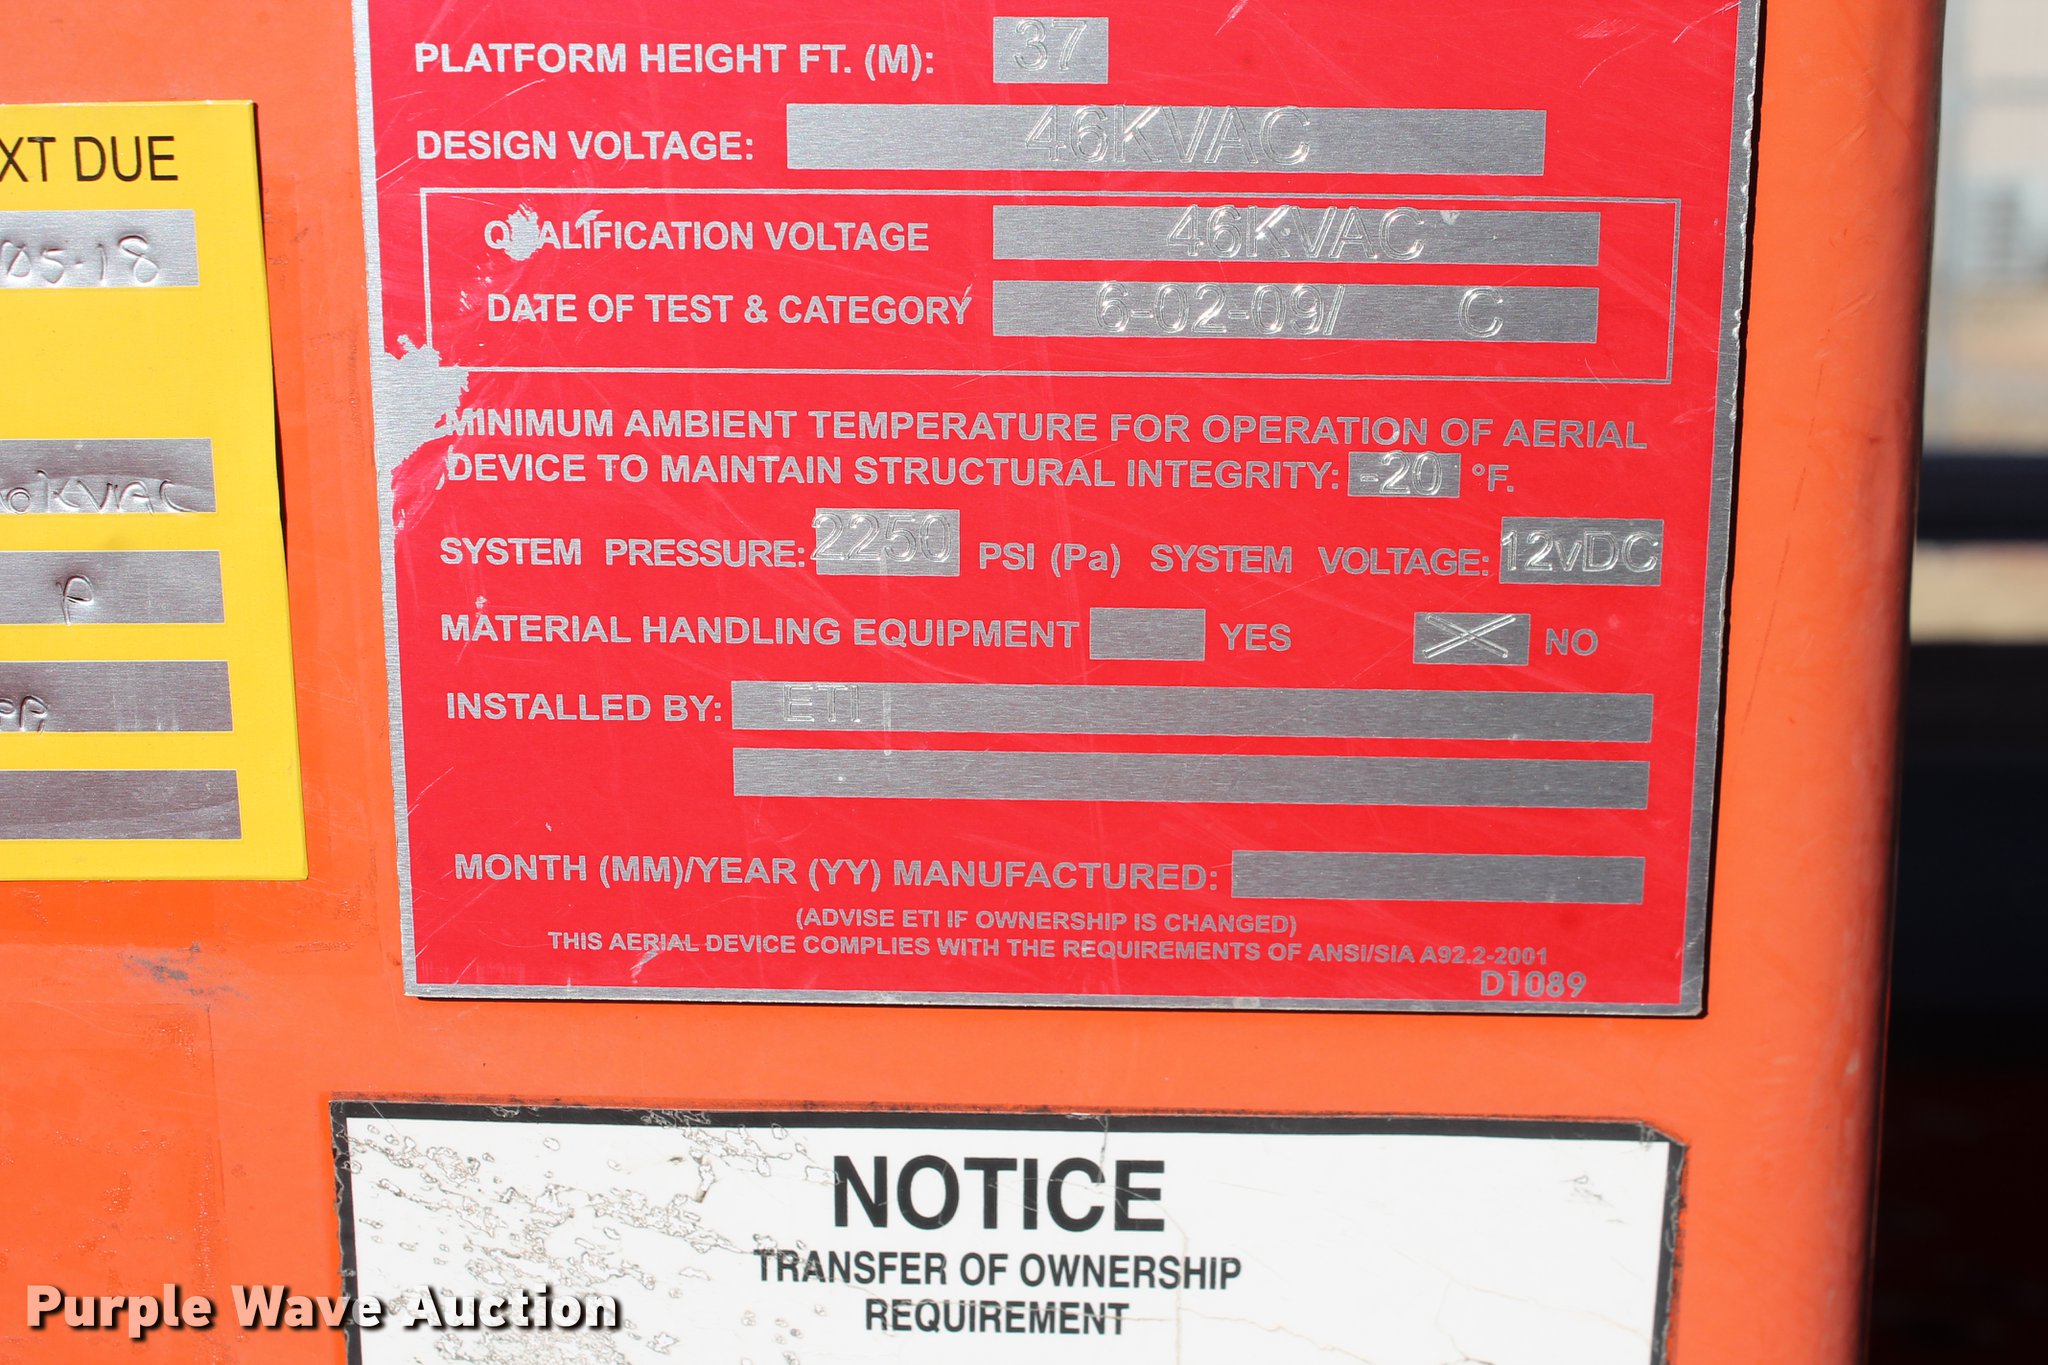 PLATFORM HEIGHT FT. (M): 37
DESIGN VOLTAGE: 46KVAC
QUALIFICATION VOLTAGE 46KVAC
DATE OF TEST & CATEGORY 6-02-09/ C
MINIMUM AMBIENT TEMPERATURE FOR OPERATION OF AERIAL
DEVICE TO MAINTAIN STRUCTURAL INTEGRITY: -20 °F.
SYSTEM PRESSURE: 2250 PSI (Pa) SYSTEM VOLTAGE: 12vDC
MATERIAL HANDLING EQUIPMENT YES X NO
INSTALLED BY: ETI
MONTH (MM)/YEAR (YY) MANUFACTURED:
(ADVISE ETI IF OWNERSHIP IS CHANGED)
THIS AERIAL DEVICE COMPLIES WITH THE REQUIREMENTS OF ANSI/SIA A92.2-2001
D1089
XT DUE
05-18
KVAC
P
NOTICE
TRANSFER OF OWNERSHIP
REQUIREMENT
Purple Wave Auction